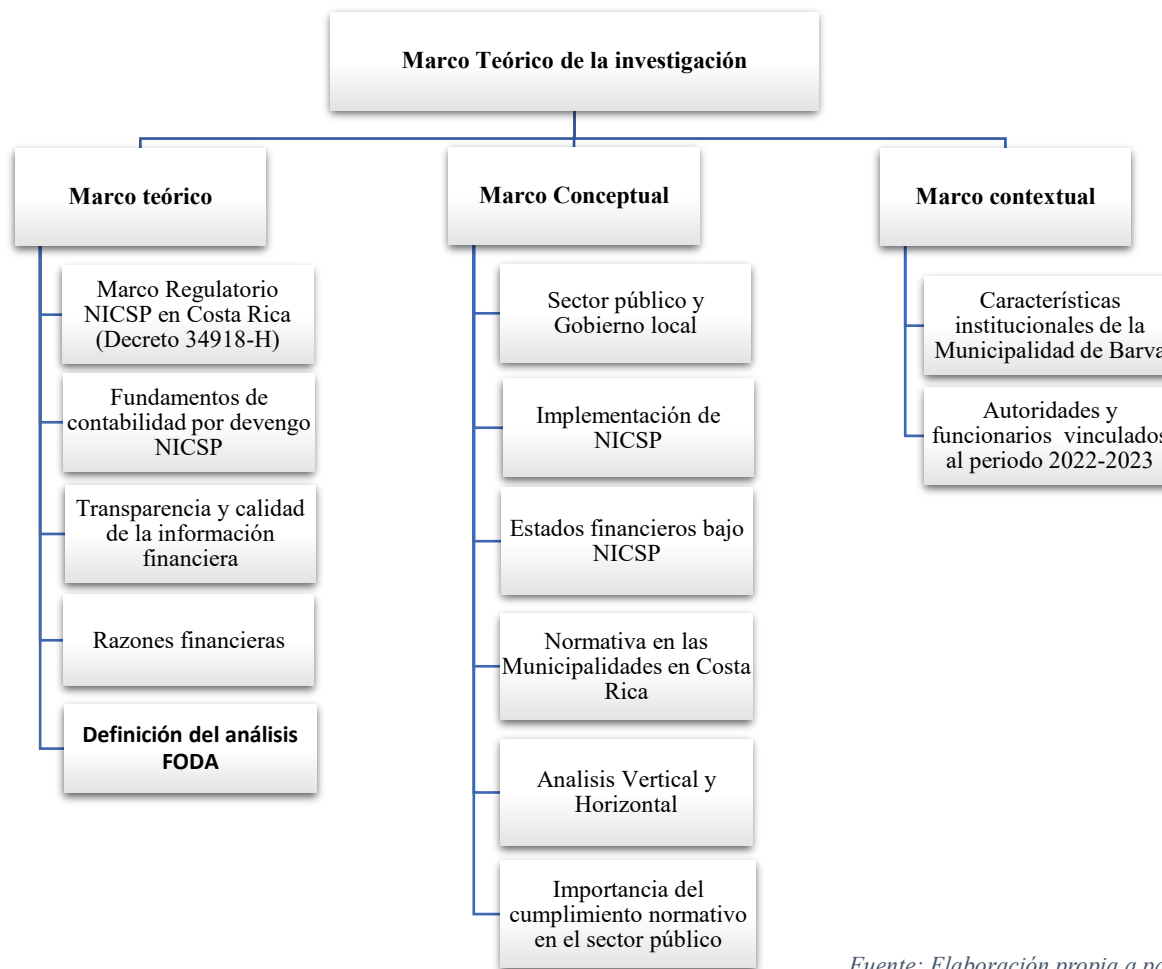 Marco Teórico de la investigación
Marco teórico
Marco Regulatorio
NICSP en Costa Rica
(Decreto 34918-H)
Fundamentos de
contabilidad por devengo
NICSP
Transparencia y calidad
de la información
financiera
Razones financieras
Definición del análisis
FODA
Marco Conceptual
Sector público y
Gobierno local
Implementación de
NICSP
Estados financieros bajo
NICSP
Normativa en las
Municipalidades en Costa
Rica
Analisis Vertical y
Horizontal
Importancia del
cumplimiento normativo
en el sector público
Marco contextual
Características
institucionales de la
Municipalidad de Barva
Autoridades y
funcionarios vinculados
al periodo 2022-2023
Fuente: Elaboración propia a